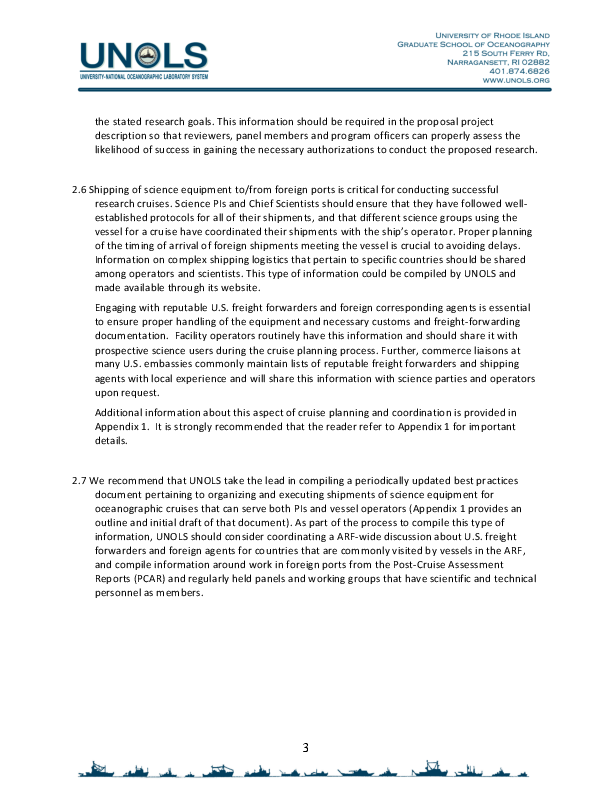 UNOLS
UNIVERSITY-NATIONAL OCEANOGRAPHIC LABORATORY SYSTEM
UNIVERSITY OF RHODE ISLAND
GRADUATE SCHOOL OF OCEANOGRAPHY
215 SOUTH FERRY RD,
NARRAGANSETT, RI 02882
401.874.6826
WWW.UNOLS.ORG
the stated research goals. This information should be required in the proposal project
description so that reviewers, panel members and program officers can properly assess the
likelihood of success in gaining the necessary authorizations to conduct the proposed research.
2.6 Shipping of science equipment to/from foreign ports is critical for conducting successful
research cruises. Science PIs and Chief Scientists should ensure that they have followed well-
established protocols for all of their shipments, and that different science groups using the
vessel for a cruise have coordinated their shipments with the ship's operator. Proper planning
of the timing of arrival of foreign shipments meeting the vessel is crucial to avoiding delays.
Information on complex shipping logistics that pertain to specific countries should be shared
among operators and scientists. This type of information could be compiled by UNOLS and
made available through its website.
Engaging with reputable U.S. freight forwarders and foreign corresponding agents is essential
to ensure proper handling of the equipment and necessary customs and freight-forwarding
documentation. Facility operators routinely have this information and should share it with
prospective science users during the cruise planning process. Further, commerce liaisons at
many U.S. embassies commonly maintain lists of reputable freight forwarders and shipping
agents with local experience and will share this information with science parties and operators
upon request.
Additional information about this aspect of cruise planning and coordination is provided in
Appendix 1. It is strongly recommended that the reader refer to Appendix 1 for important
details.
2.7 We recommend that UNOLS take the lead in compiling a periodically updated best practices
document pertaining to organizing and executing shipments of science equipment for
oceanographic cruises that can serve both PIs and vessel operators (Appendix 1 provides an
outline and initial draft of that document). As part of the process to compile this type of
information, UNOLS should consider coordinating a ARF-wide discussion about U.S. freight
forwarders and foreign agents for countries that are commonly visited by vessels in the ARF,
and compile information around work in foreign ports from the Post-Cruise Assessment
Reports (PCAR) and regularly held panels and working groups that have scientific and technical
personnel as members.
3